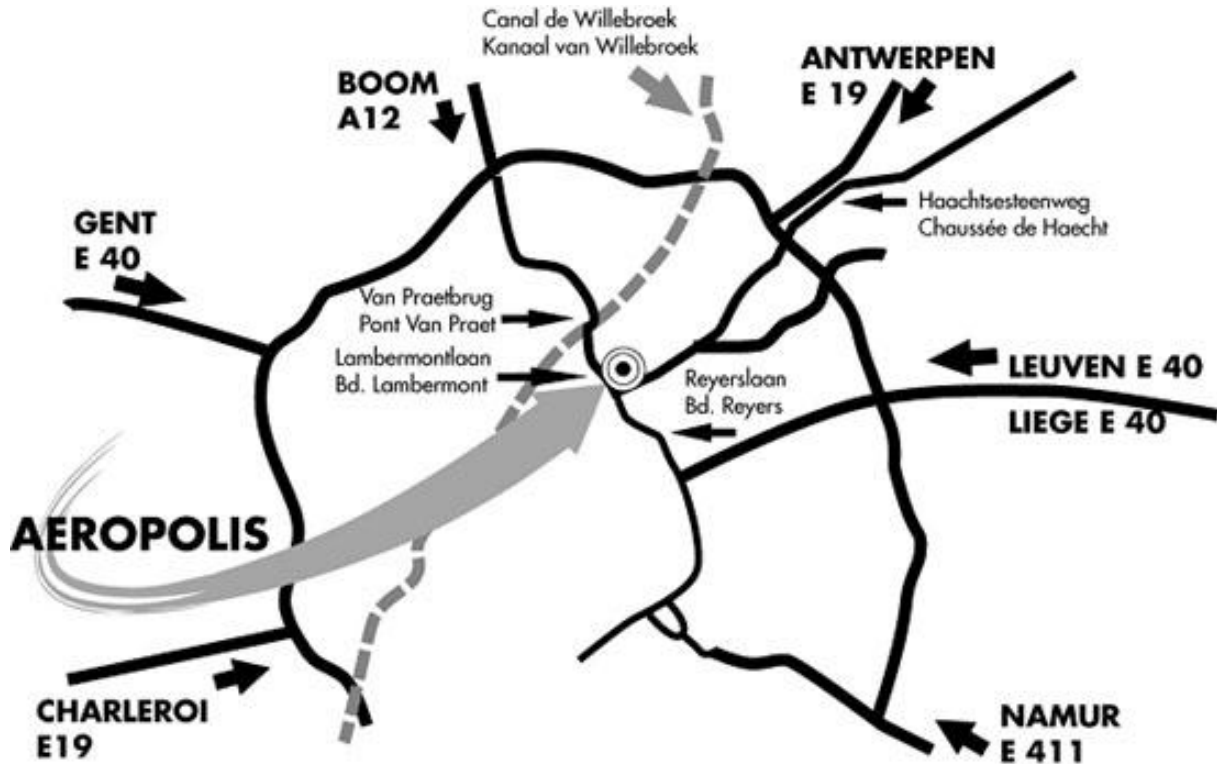 Canal de Willebroek
Kanaal van Willebroek
BOOM
A12
ANTWERPEN
E 19
Haachtsesteenweg
Chaussée de Haecht
GENT
E 40
Van Praetbrug
Pont Van Praet
Lambermontlaan
Bd. Lambermont
Reyerslaan
Bd. Reyers
LEUVEN E 40
LIEGE E 40
AEROPOLIS
CHARLEROI
E19
NAMUR
E 411